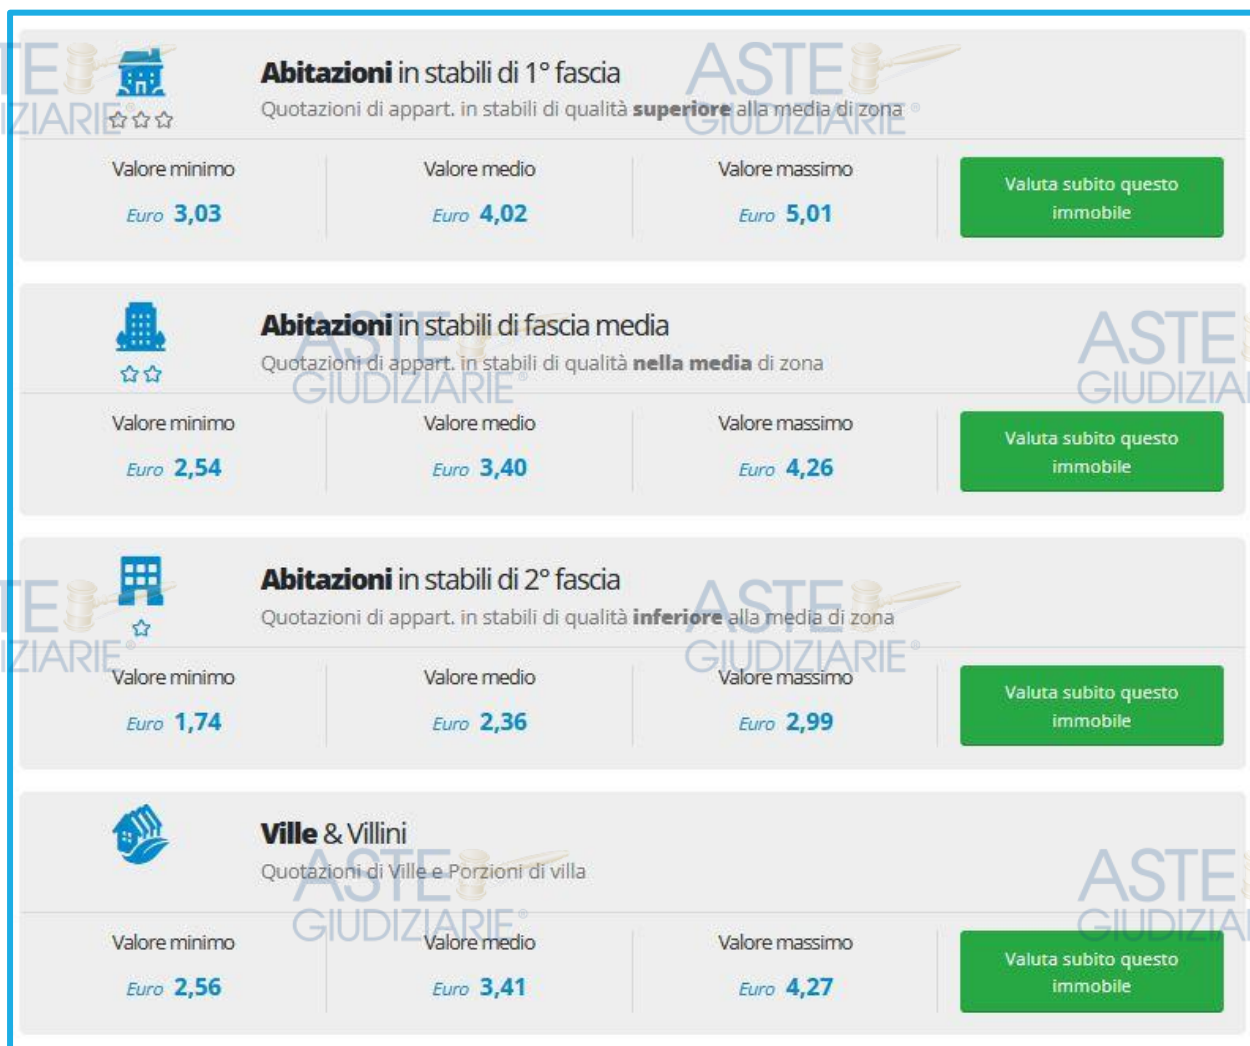 Abitazioni in stabili di 1° fascia
Quotazioni di appart. in stabili di qualità superiore alla media di zona
Valore minimo Valore medio Valore massimo
Euro 3,03 Euro 4,02 Euro 5,01
Valuta subito questo
immobile
Abitazioni in stabili di fascia media
Quotazioni di appart. in stabili di qualità nella media di zona
Valore minimo Valore medio Valore massimo
Euro 2,54 Euro 3,40 Euro 4,26
Valuta subito questo
immobile
Abitazioni in stabili di 2° fascia
Quotazioni di appart. in stabili di qualità inferiore alla media di zona
Valore minimo Valore medio Valore massimo
Euro 1,74 Euro 2,36 Euro 2,99
Valuta subito questo
immobile
Ville & Villini
Quotazioni di Ville e Porzioni di villa
Valore minimo Valore medio Valore massimo
Euro 2,56 Euro 3,41 Euro 4,27
Valuta subito questo
immobile
ASTE
GIUDIZIARIE®